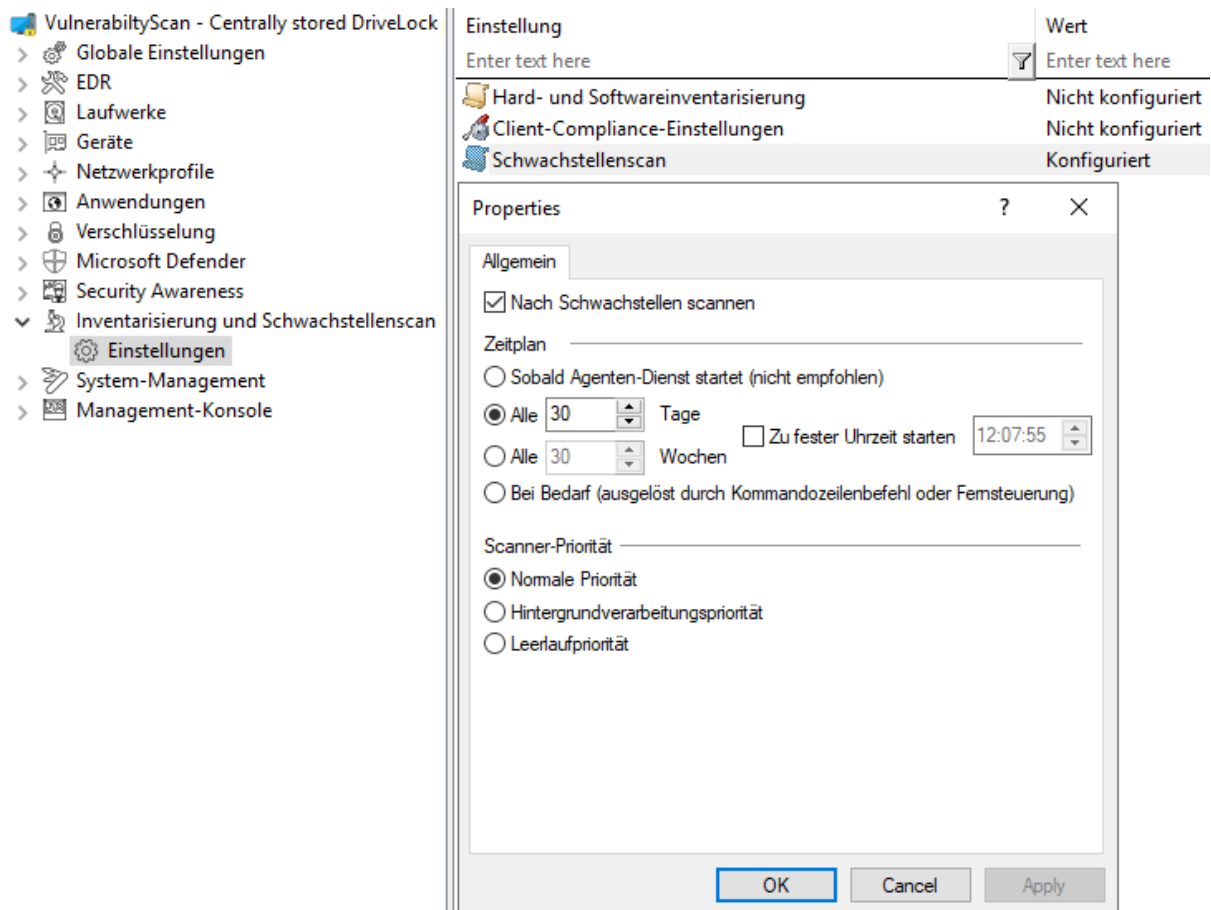 VulnerabiltyScan - Centrally stored DriveLock
Globale Einstellungen
EDR
Laufwerke
Geräte
Netzwerkprofile
Anwendungen
Verschlüsselung
Microsoft Defender
Security Awareness
Inventarisierung und Schwachstellenscan
Einstellungen
System-Management
Management-Konsole
Einstellung Wert
Enter text here Enter text here
Hard- und Softwareinventarisierung Nicht konfiguriert
Client-Compliance-Einstellungen Nicht konfiguriert
Schwachstellenscan Konfiguriert
Properties ?
Allgemein
Nach Schwachstellen scannen
Zeitplan
Sobald Agenten-Dienst startet (nicht empfohlen)
Alle 30 Tage
Zu fester Uhrzeit starten 12:07:55
Alle 30 Wochen
Bei Bedarf (ausgelöst durch Kommandozeilenbefehl oder Fernsteuerung)
Scanner-Priorität
Normale Priorität
Hintergrundverarbeitungspriorität
Leerlaufpriorität
OK Cancel Apply